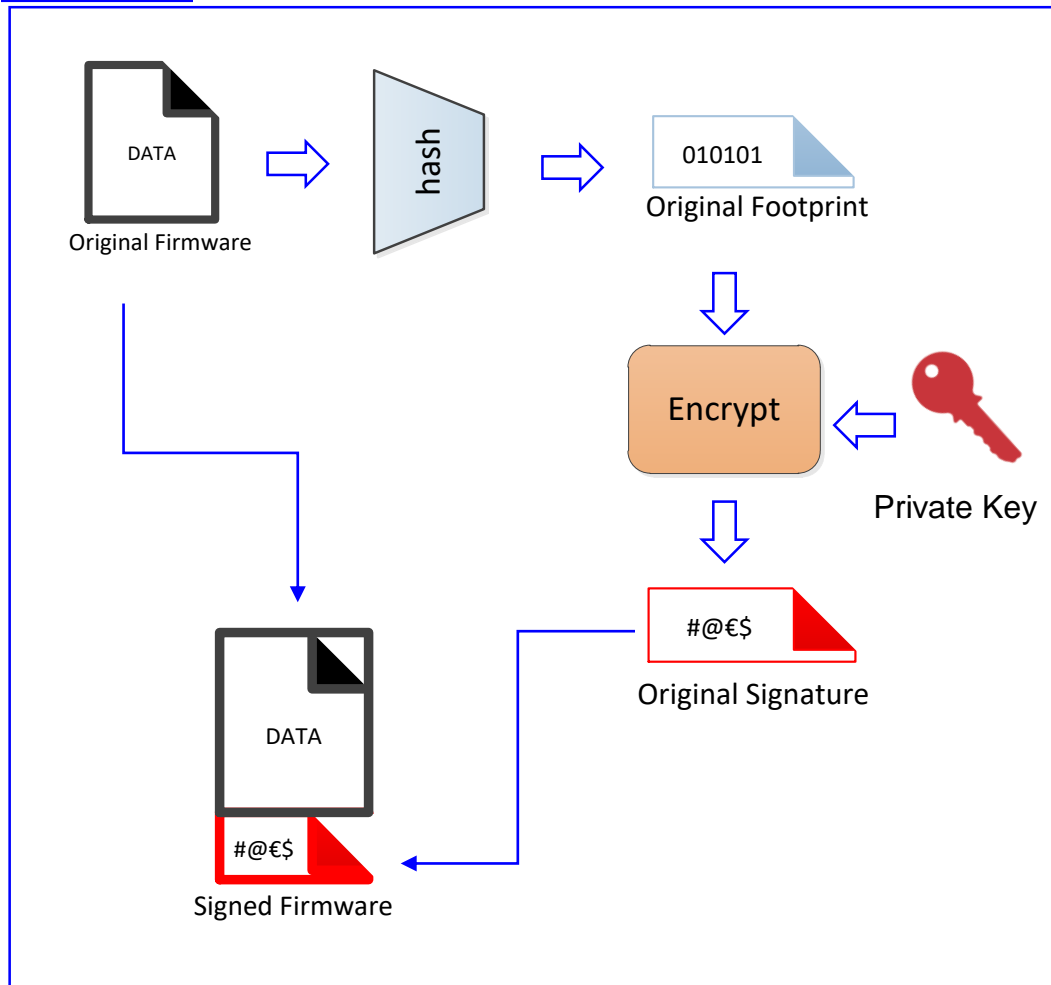 DATA
Original Firmware
hash
010101
Original Footprint
Encrypt
Private Key
#@€$
Original Signature
DATA
#@€$
Signed Firmware